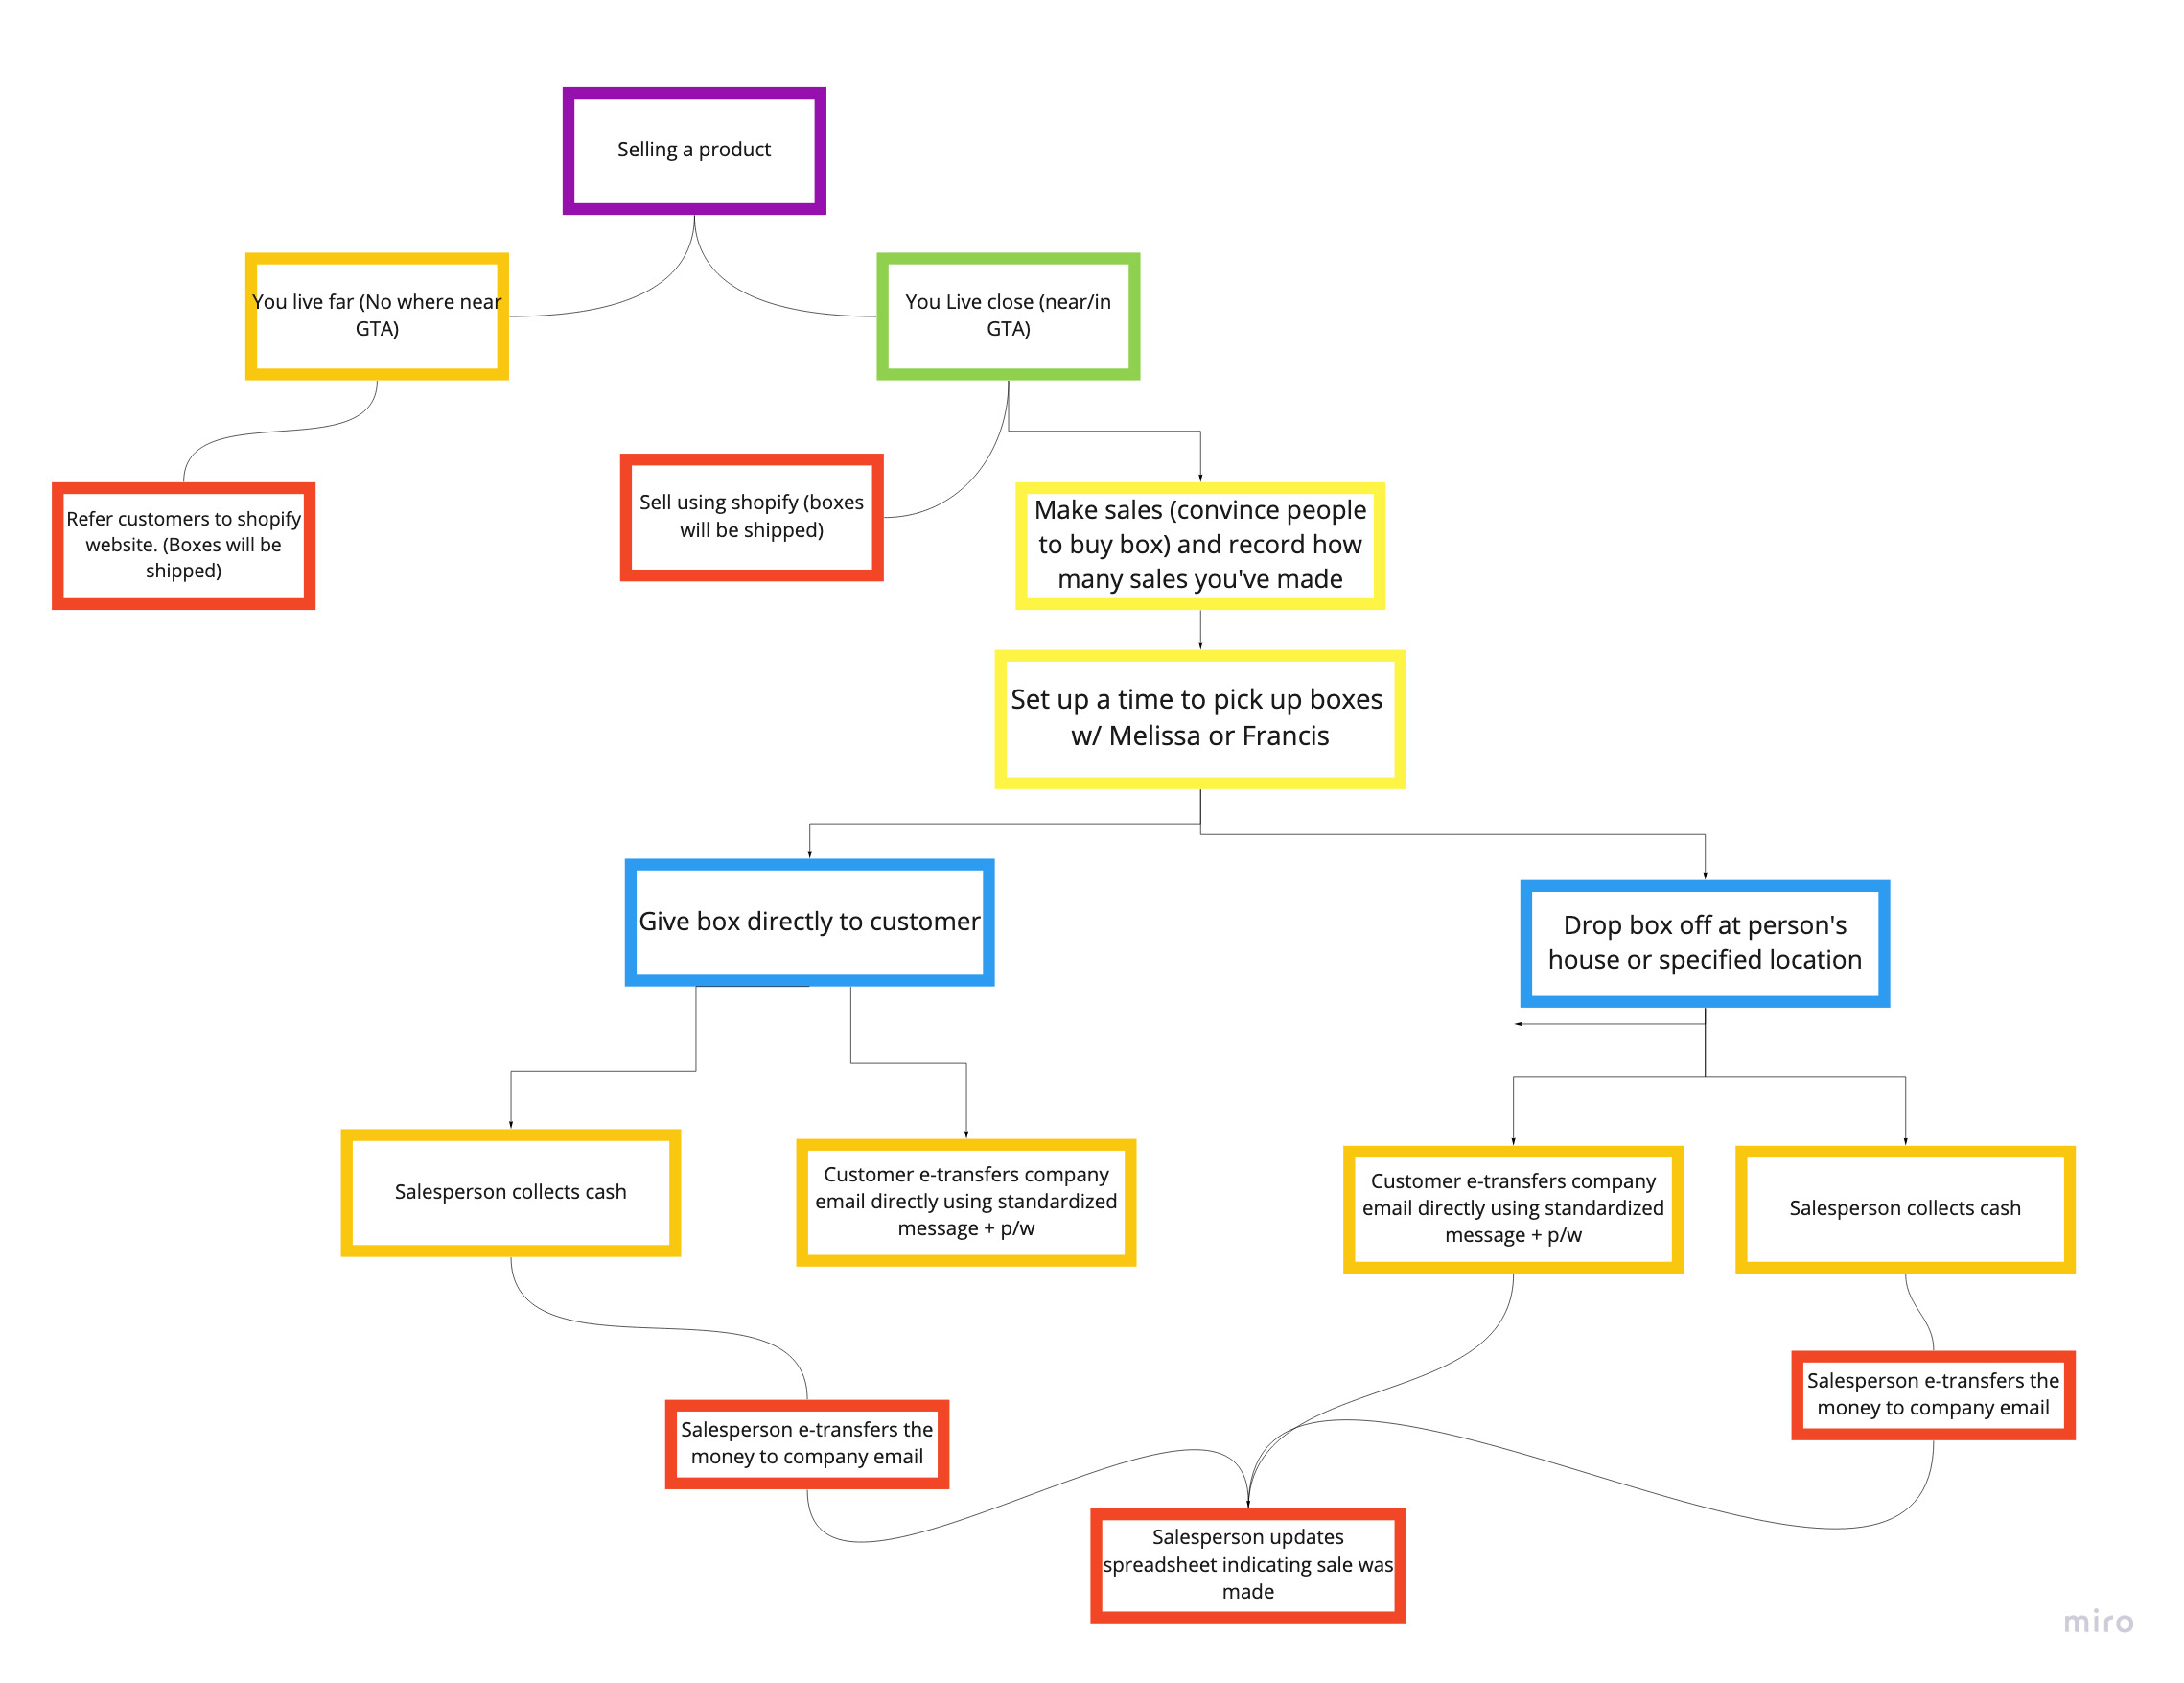 Selling a product
You live far (No where near
GTA)
You Live close (near/in
GTA)
Refer customers to shopify
website. (Boxes will be
shipped)
Sell using shopify (boxes
will be shipped)
Make sales (convince people
to buy box) and record how
many sales you've made
Set up a time to pick up boxes
w/ Melissa or Francis
Give box directly to customer
Drop box off at person's
house or specified location
Salesperson collects cash
Customer e-transfers company
email directly using standardized
message + p/w
Customer e-transfers company
email directly using standardized
message + p/w
Salesperson collects cash
Salesperson e-transfers the
money to company email
Salesperson e-transfers the
money to company email
Salesperson updates
spreadsheet indicating sale was
made
miro